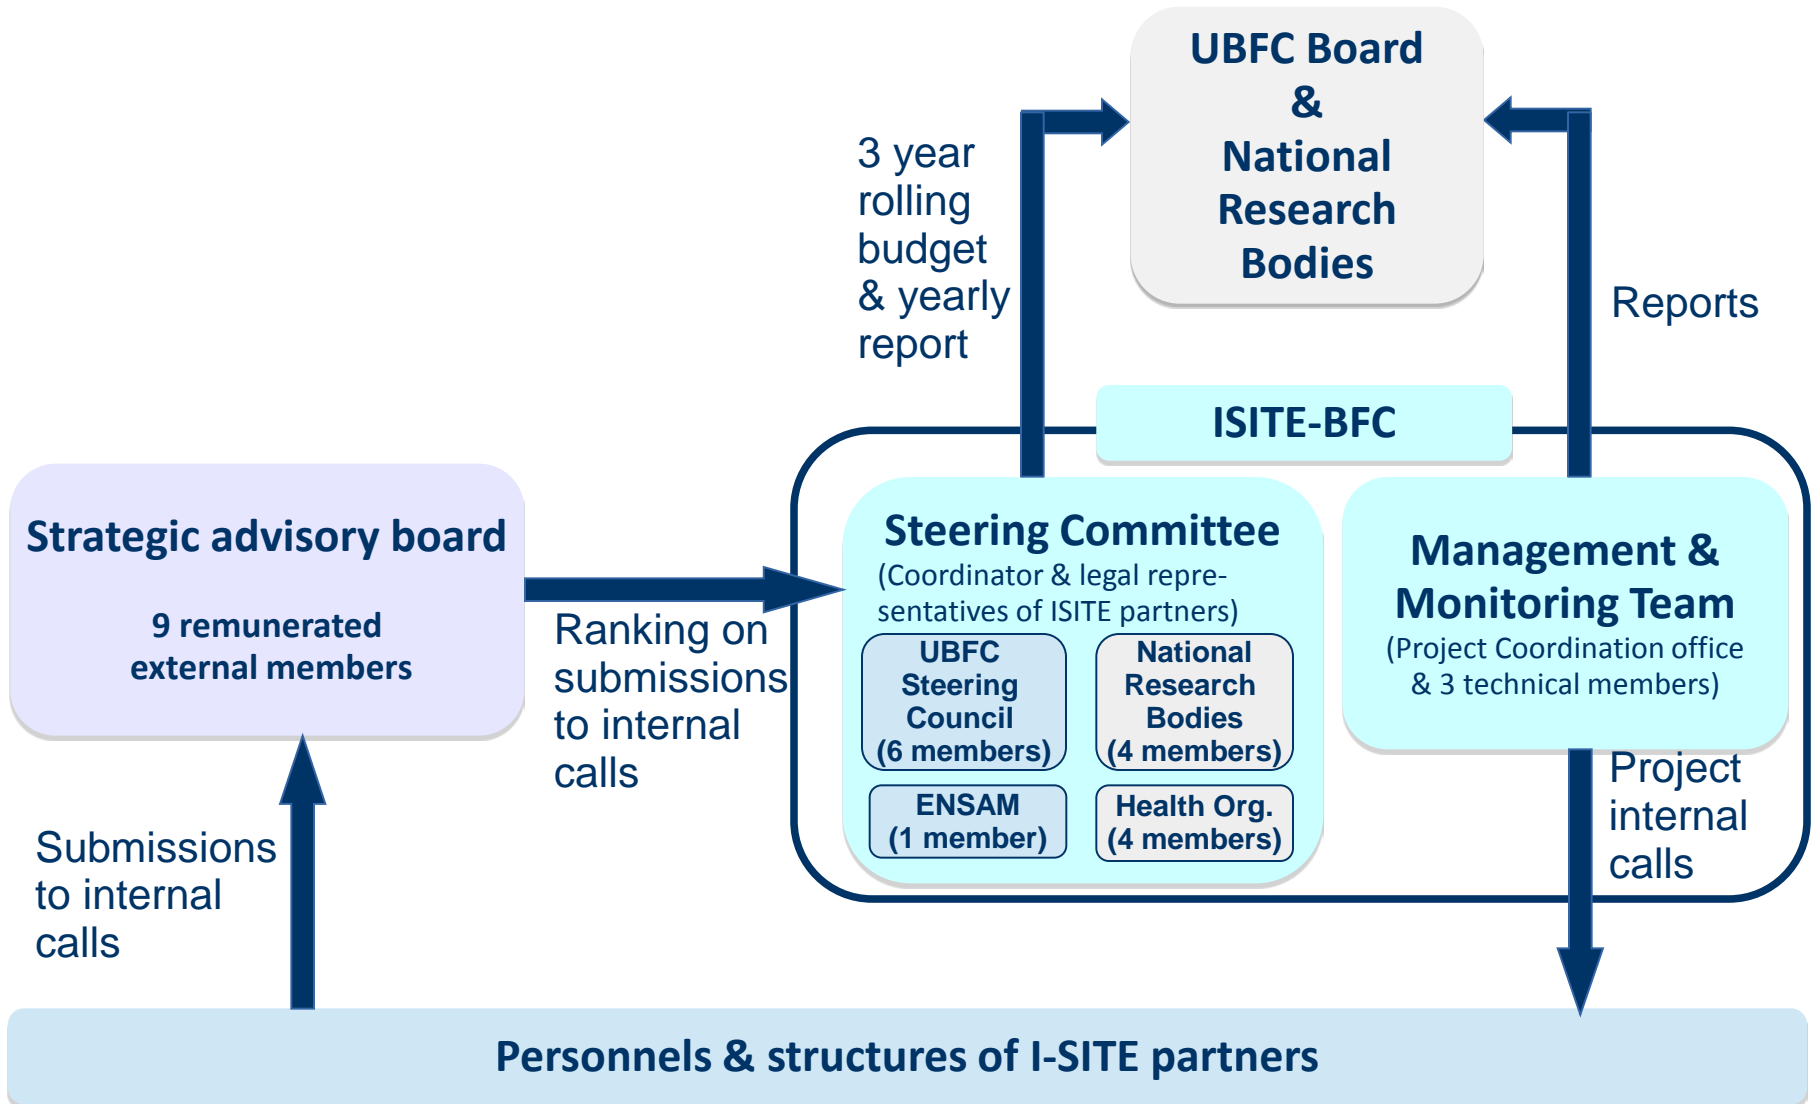 UBFC Board
&
National
Research
Bodies
3 year
rolling
budget
& yearly
report
Reports
ISITE-BFC
Strategic advisory board
9 remunerated
external members
Ranking on
submissions
to internal
calls
Steering Committee
(Coordinator & legal repre-
sentatives of ISITE partners)
UBFC
Steering
Council
(6 members)
National
Research
Bodies
(4 members)
ENSAM
(1 member)
Health Org.
(4 members)
Management &
Monitoring Team
(Project Coordination office
& 3 technical members)
Project
internal
calls
Submissions
to internal
calls
Personnels & structures of I-SITE partners